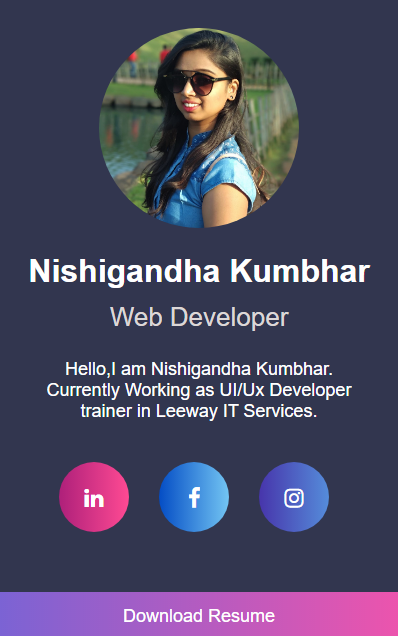 Nishigandha Kumbhar
Web Developer
Hello,I am Nishigandha Kumbhar.
Currently Working as UI/Ux Developer
trainer in Leeway IT Services.
in f
Download Resume